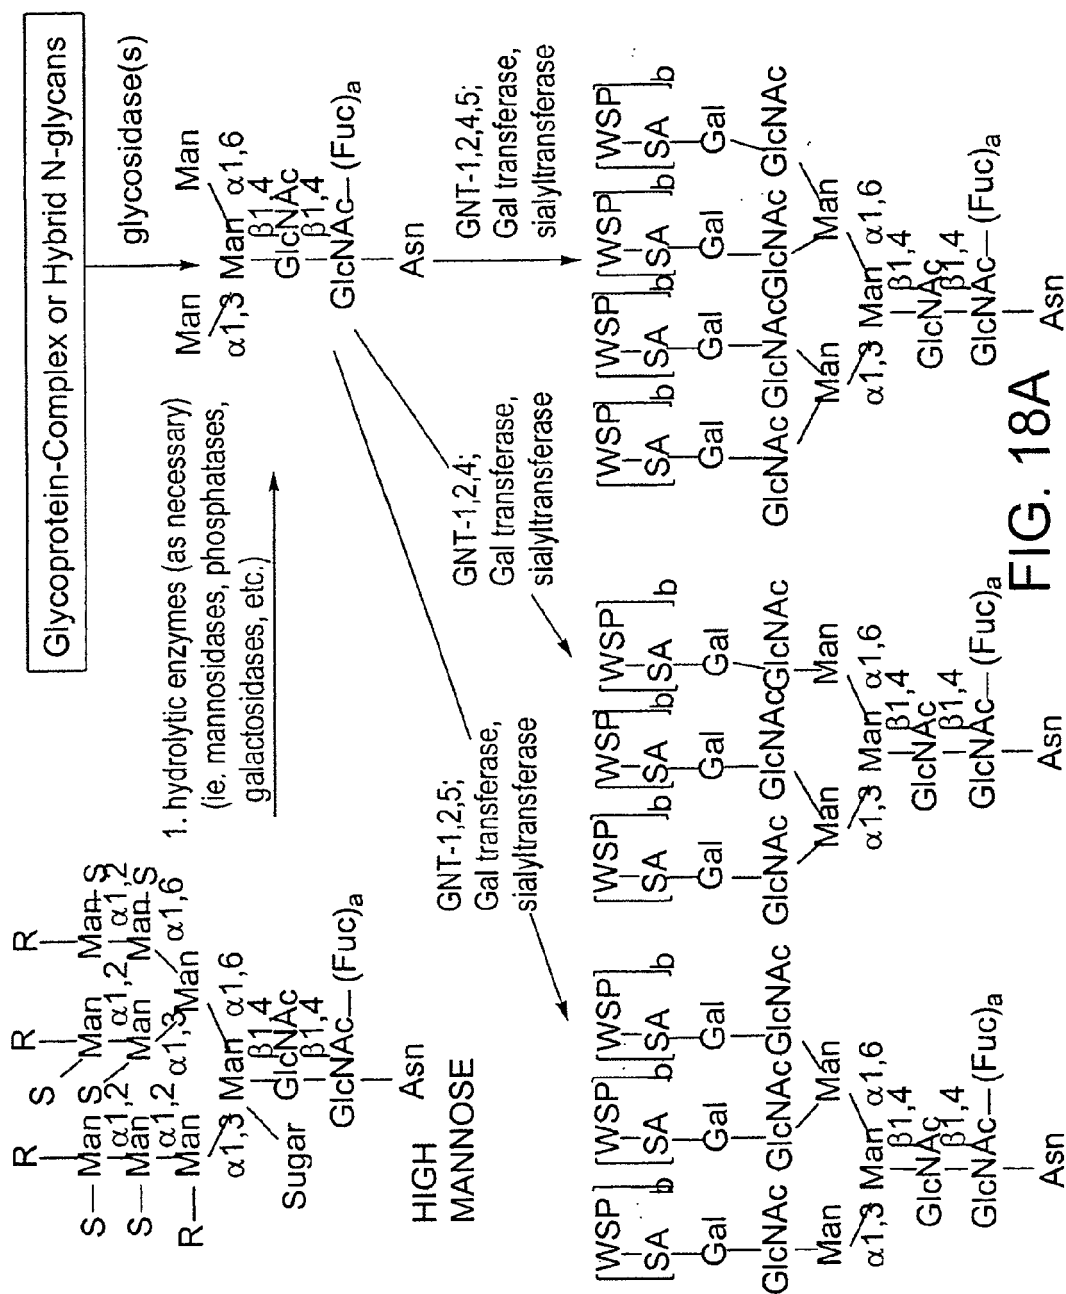 Glycoprotein-Complex or Hybrid N-glycans
glycosidase(s)
R R R
S
S—Man S Man Man-S
α1,2 α1,2 α1,2
S—Man Man Man-S
α1,2 α1,3 α1,6
R—Man Man
α1,3 Man α1,6
β1,4
Sugar GlcNAc
β1,4
GlcNAc—(Fuc)a
Asn
HIGH
MANNOSE
1. hydrolytic enzymes (as necessary)
(ie. mannosidases, phosphatases,
galactosidases, etc.)
Man Man
α1,3 Man α1,6
β1,4
GlcNAc
β1,4
GlcNAc—(Fuc)a
Asn
GNT-1,2,5;
Gal transferase,
sialyltransferase
GNT-1,2,4;
Gal transferase,
sialyltransferase
GNT-1,2,4,5;
Gal transferase,
sialyltransferase
[WSP] [WSP] [WSP]
[SA]b [SA]b [SA]b
Gal Gal Gal
GlcNAc GlcNAc GlcNAc
Man Man
α1,3 Man α1,6
β1,4
GlcNAc
β1,4
GlcNAc—(Fuc)a
Asn
[WSP] [WSP] [WSP]
[SA]b [SA]b [SA]b
Gal Gal Gal
GlcNAc GlcNAc GlcNAc
Man Man
α1,3 Man α1,6
β1,4
GlcNAc
β1,4
GlcNAc—(Fuc)a
Asn
[WSP] [WSP] [WSP] [WSP]
[SA]b [SA]b [SA]b [SA]b
Gal Gal Gal Gal
GlcNAc GlcNAc GlcNAc GlcNAc
Man Man
α1,3 Man α1,6
β1,4
GlcNAc
β1,4
GlcNAc—(Fuc)a
Asn
FIG. 18A